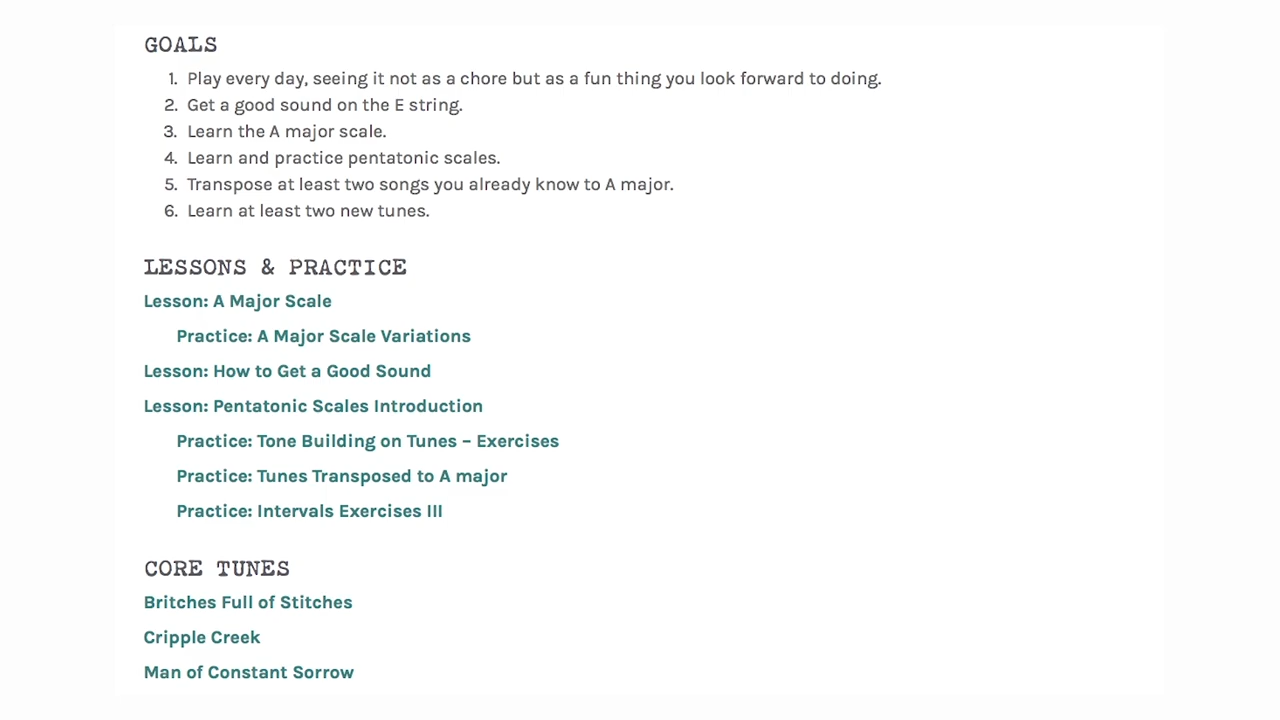 GOALS
1. Play every day, seeing it not as a chore but as a fun thing you look forward to doing.
2. Get a good sound on the E string.
3. Learn the A major scale.
4. Learn and practice pentatonic scales.
5. Transpose at least two songs you already know to A major.
6. Learn at least two new tunes.
LESSONS & PRACTICE
Lesson: A Major Scale
Practice: A Major Scale Variations
Lesson: How to Get a Good Sound
Lesson: Pentatonic Scales Introduction
Practice: Tone Building on Tunes – Exercises
Practice: Tunes Transposed to A major
Practice: Intervals Exercises III
CORE TUNES
Britches Full of Stitches
Cripple Creek
Man of Constant Sorrow